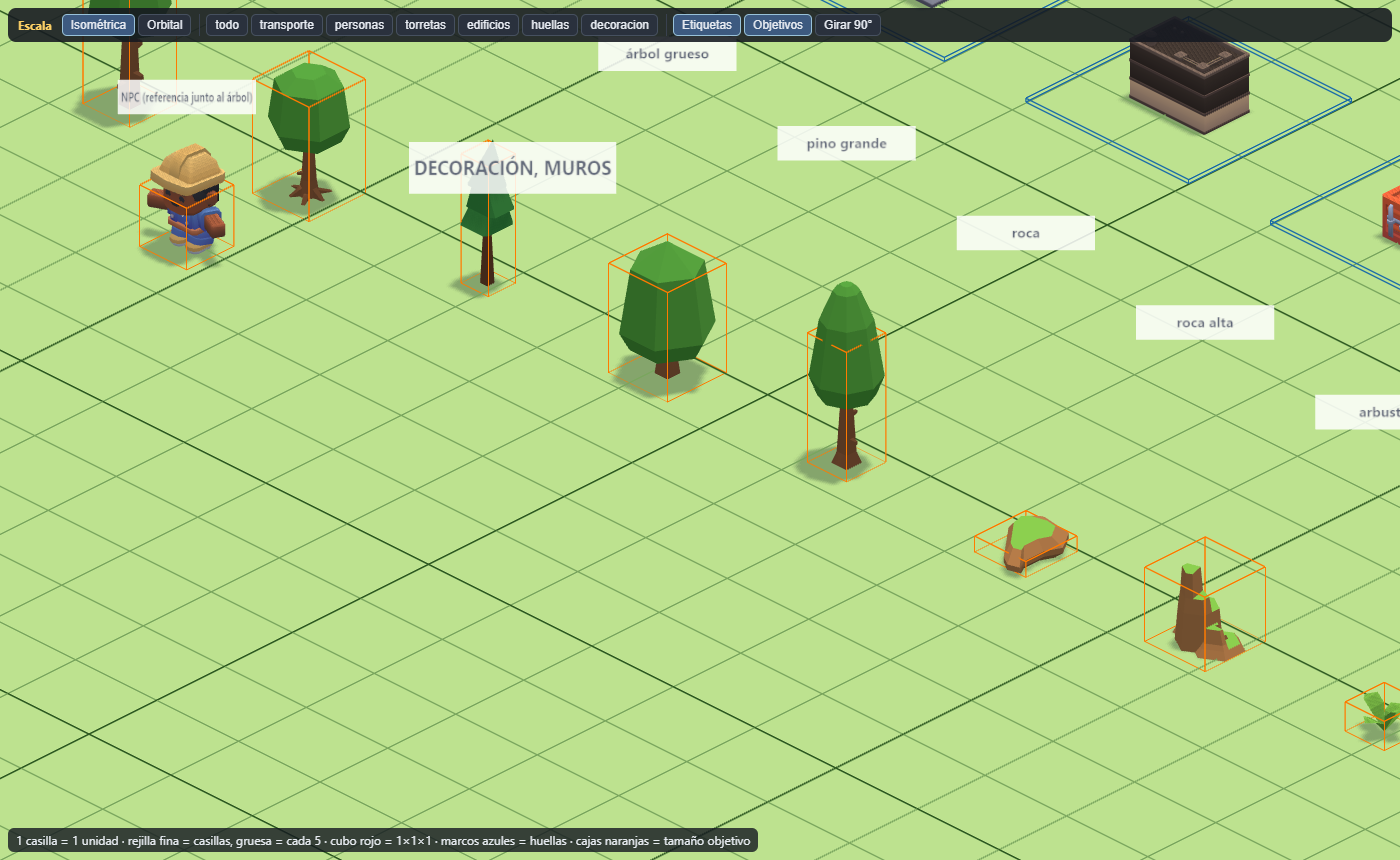 Escala Isométrica Orbital todo transporte personas torretas edificios huellas decoracion Etiquetas Objetivos Girar 90°
árbol grueso
NPC (referencia junto al árbol)
pino grande
DECORACIÓN, MUROS
roca
roca alta
arbust
1 casilla = 1 unidad · rejilla fina = casillas, gruesa = cada 5 · cubo rojo = 1×1×1 · marcos azules = huellas · cajas naranjas = tamaño objetivo